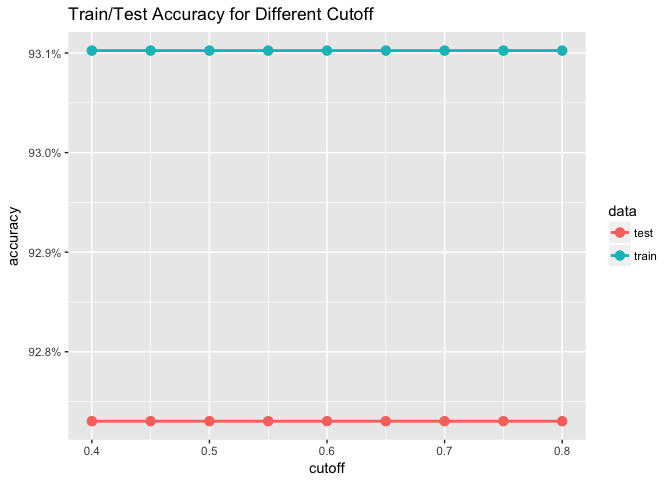 Train/Test Accuracy for Different Cutoff
93.1%
93.0%
92.9%
92.8%
accuracy
0.4 0.5 0.6 0.7 0.8
cutoff
data
test
train